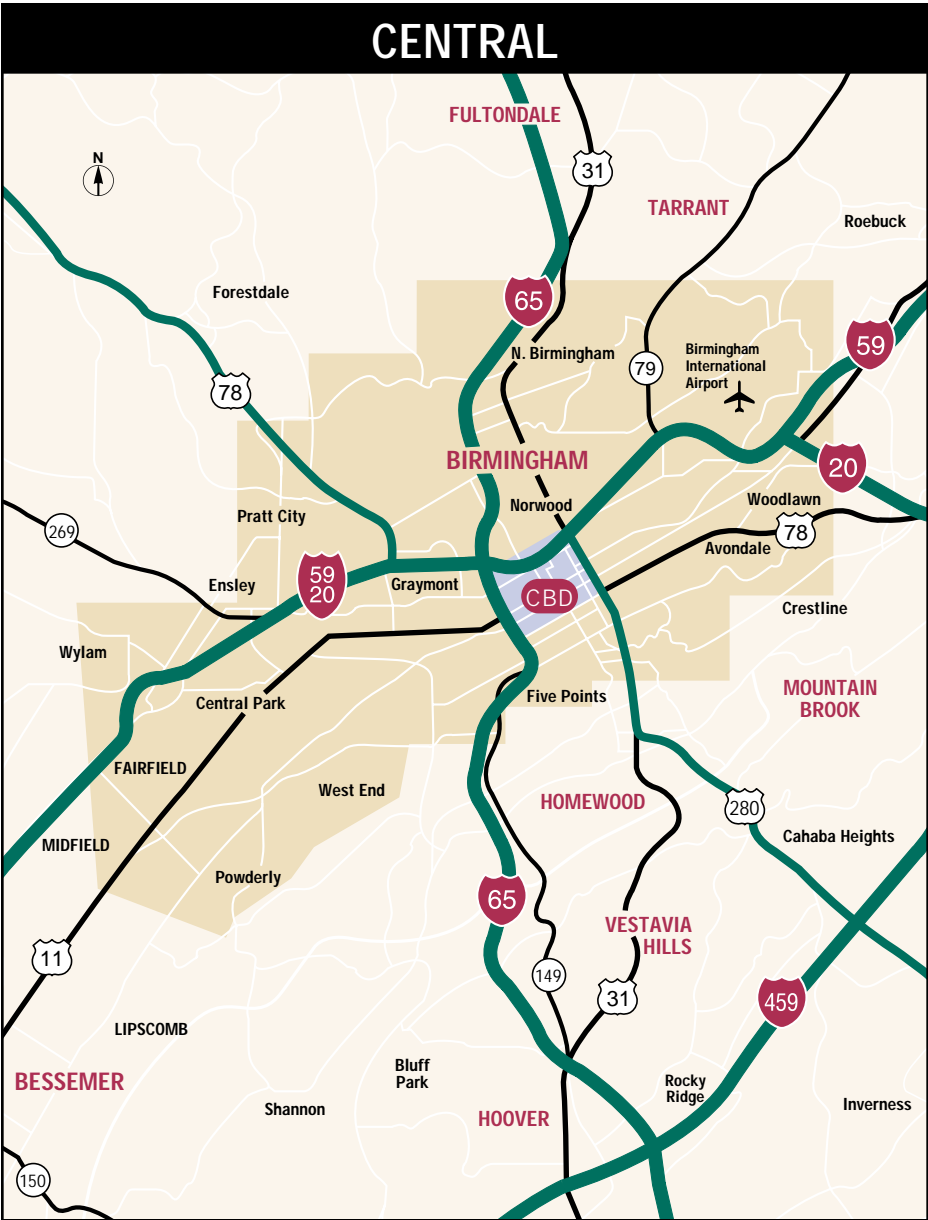 CENTRAL
FULTONDALE
N
31
TARRANT
Roebuck
Forestdale
65
59
N. Birmingham
Birmingham
International
Airport
79
78
BIRMINGHAM
20
Norwood
Woodlawn
Pratt City
269
78
Avondale
59
20
Ensley
Graymont
CBD
Crestline
Wylam
MOUNTAIN
BROOK
Central Park
Five Points
FAIRFIELD
West End
HOMEWOOD
280
MIDFIELD
Cahaba Heights
Powderly
65
VESTAVIA
HILLS
11
149
31
459
LIPSCOMB
Bluff
Park
BESSEMER
Rocky
Ridge
Shannon
HOOVER
Inverness
150